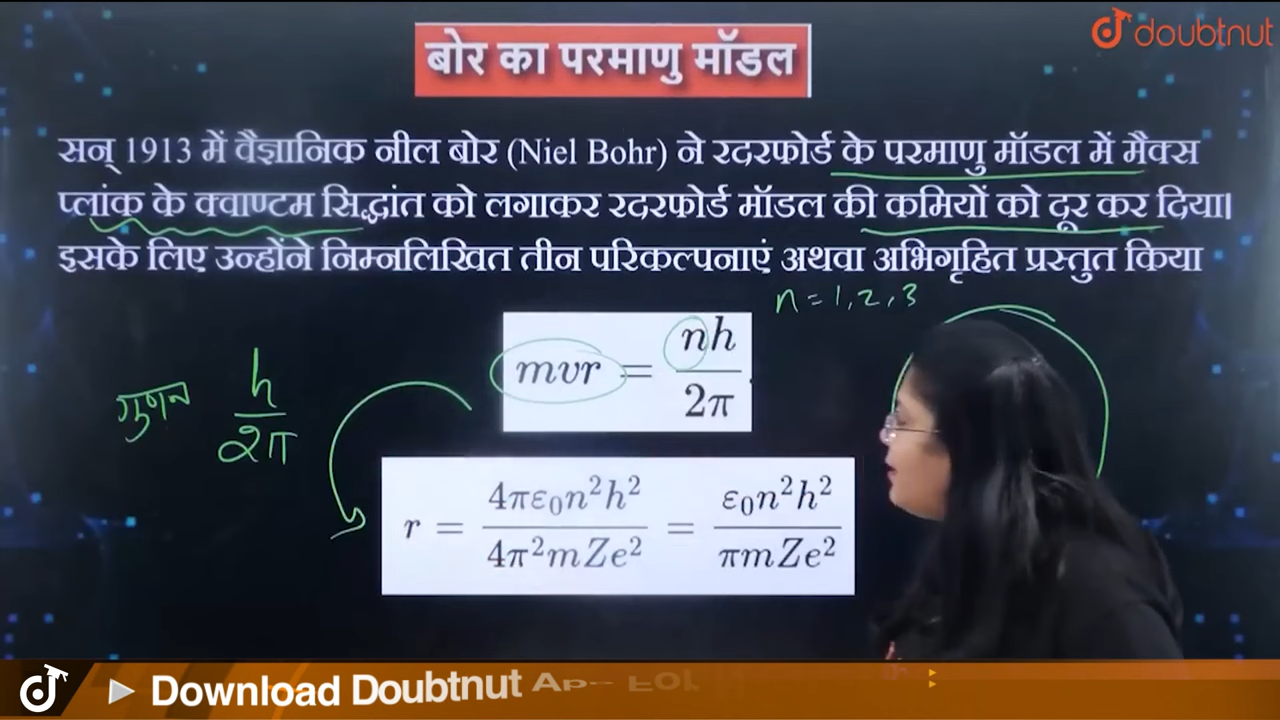 बोर का परमाणु मॉडल
doubtnut
सन् 1913 में वैज्ञानिक नील बोर (Niel Bohr) ने रदरफोर्ड के परमाणु मॉडल में मैक्स
प्लांक के क्वाण्टम सिद्धांत को लगाकर रदरफोर्ड मॉडल की कमियों को दूर कर दिया।
इसके लिए उन्होंने निम्नलिखित तीन परिकल्पनाएं अथवा अभिगृहित प्रस्तुत किया
n = 1, 2, 3
mvr = nh/2π
गुणन h/2π
r = 4πε₀n²h²/4π²mZe² = ε₀n²h²/πmZe²
Download Doubtnut